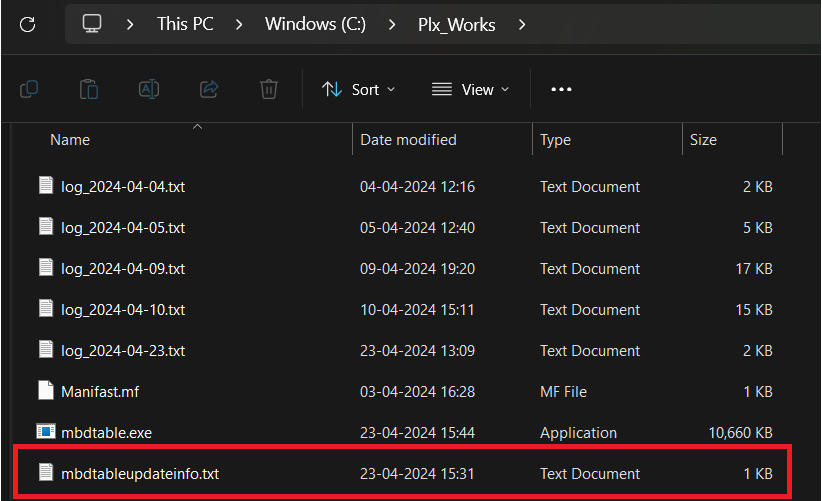 This PC > Windows (C:) > Plx_Works >
Sort View
Name Date modified Type Size
log_2024-04-04.txt 04-04-2024 12:16 Text Document 2 KB
log_2024-04-05.txt 05-04-2024 12:40 Text Document 5 KB
log_2024-04-09.txt 09-04-2024 19:20 Text Document 17 KB
log_2024-04-10.txt 10-04-2024 15:11 Text Document 15 KB
log_2024-04-23.txt 23-04-2024 13:09 Text Document 2 KB
Manifast.mf 03-04-2024 16:28 MF File 1 KB
mbdtable.exe 23-04-2024 15:44 Application 10,660 KB
mbdtableupdateinfo.txt 23-04-2024 15:31 Text Document 1 KB